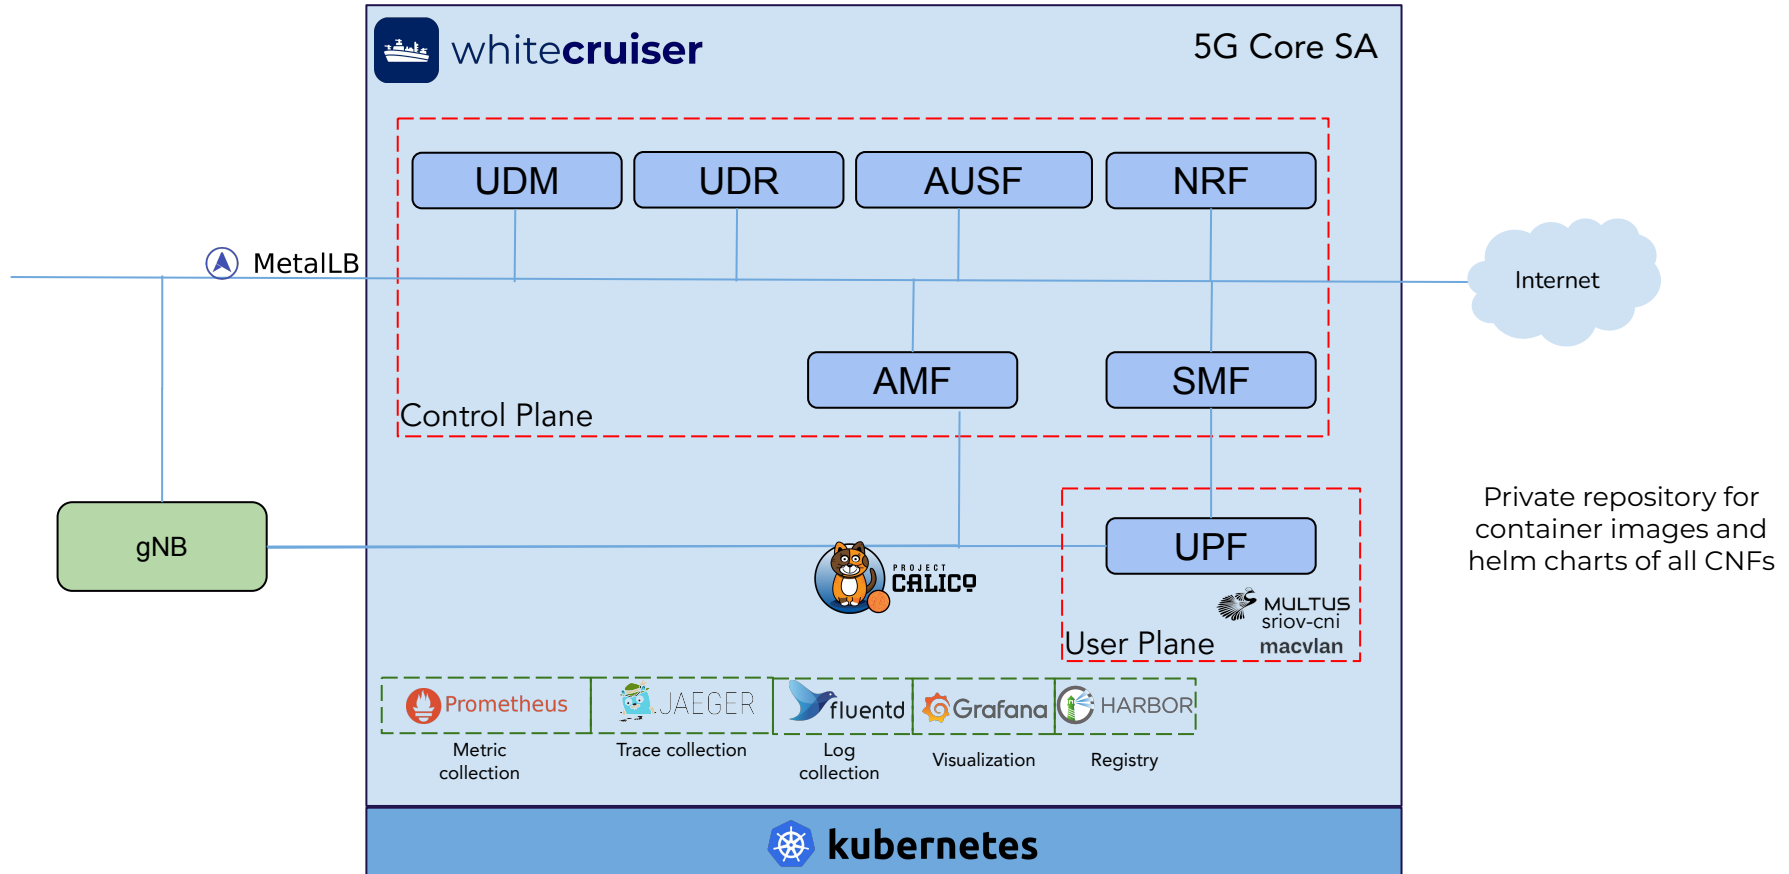 whitecruiser
5G Core SA
UDM
UDR
AUSF
NRF
MetalLB
Internet
AMF
SMF
Control Plane
gNB
PROJECT
CALICO
UPF
MULTUS
sriov-cni
macvlan
User Plane
Private repository for
container images and
helm charts of all CNFs
Prometheus
JAEGER
fluentd
Grafana
HARBOR
Metric
collection
Trace collection
Log
collection
Visualization
Registry
kubernetes